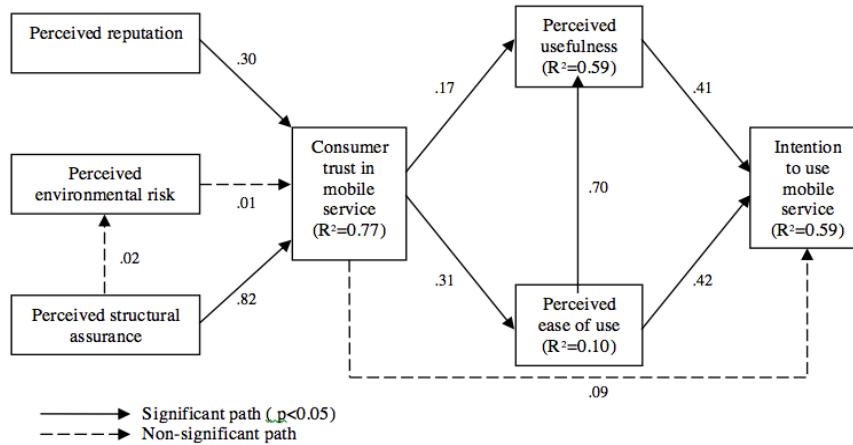 Perceived reputation
.30
Perceived
environmental risk
.01
.02
Perceived structural
assurance
.82
Consumer
trust in
mobile
service
(R²=0.77)
.17
.31
Perceived
usefulness
(R²=0.59)
.70
Perceived
ease of use
(R²=0.10)
.41
.42
Intention
to use
mobile
service
(R²=0.59)
.09
Significant path ( p<0.05)
Non-significant path